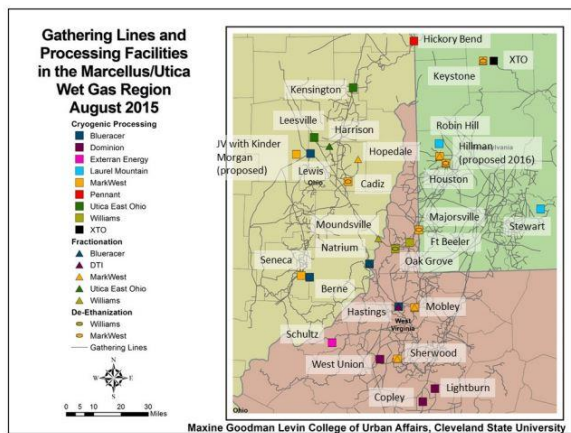 Gathering Lines and
Processing Facilities
in the Marcellus/Utica
Wet Gas Region
August 2015
Cryogenic Processing
Blueracer
Dominion
Exterran Energy
Laurel Mountain
MarkWest
Pennant
Utica East Ohio
Williams
XTO
Fractionation
Blueracer
DTI
MarkWest
Utica East Ohio
Williams
De-Ethanization
Williams
MarkWest
Gathering Lines
N
W E
S
0 5 10 20 30
Miles
Hickory Bend
XTO
Keystone
Kensington
Leesville
Harrison
Robin Hill
JV with Kinder
Morgan
(proposed)
Hopedale
Hillman
(proposed 2016)
Lewis
Ohio
Cadiz
Houston
Stewart
Moundsville
Majorsville
Natrium
Ft Beeler
Oak Grove
Seneca
Berne
Hastings
Mobley
West
Virginia
Schultz
West Union
Sherwood
Lightburn
Copley
Ohio
Maxine Goodman Levin College of Urban Affairs, Cleveland State University